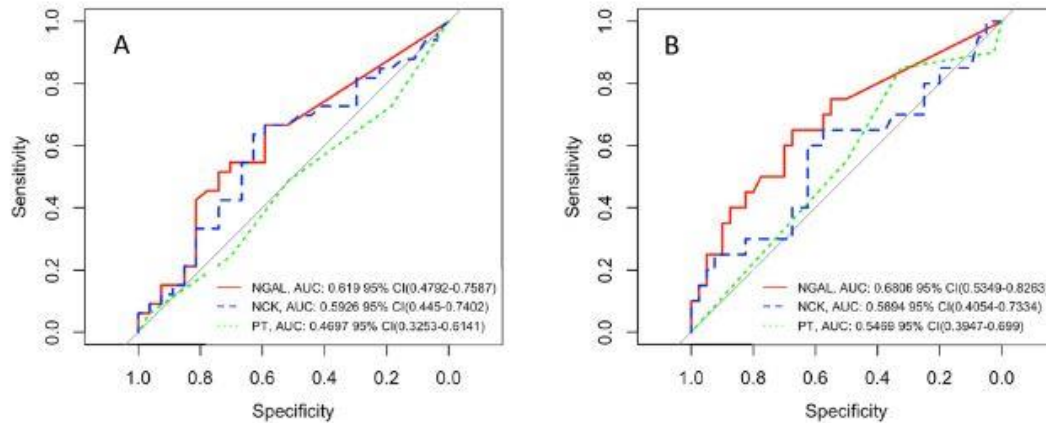 A
Sensitivity
1.0
0.8
0.6
0.4
0.2
0.0
NGAL, AUC: 0.619 95% CI(0.4792-0.7587)
NCK, AUC: 0.5926 95% CI(0.445-0.7402)
PT, AUC: 0.4697 95% CI(0.3253-0.6141)
1.0 0.8 0.6 0.4 0.2 0.0
Specificity
B
Sensitivity
1.0
0.8
0.6
0.4
0.2
0.0
NGAL, AUC: 0.6806 95% CI(0.5349-0.8263)
NCK, AUC: 0.5694 95% CI(0.4054-0.7334)
PT, AUC: 0.5469 95% CI(0.3947-0.699)
1.0 0.8 0.6 0.4 0.2 0.0
Specificity